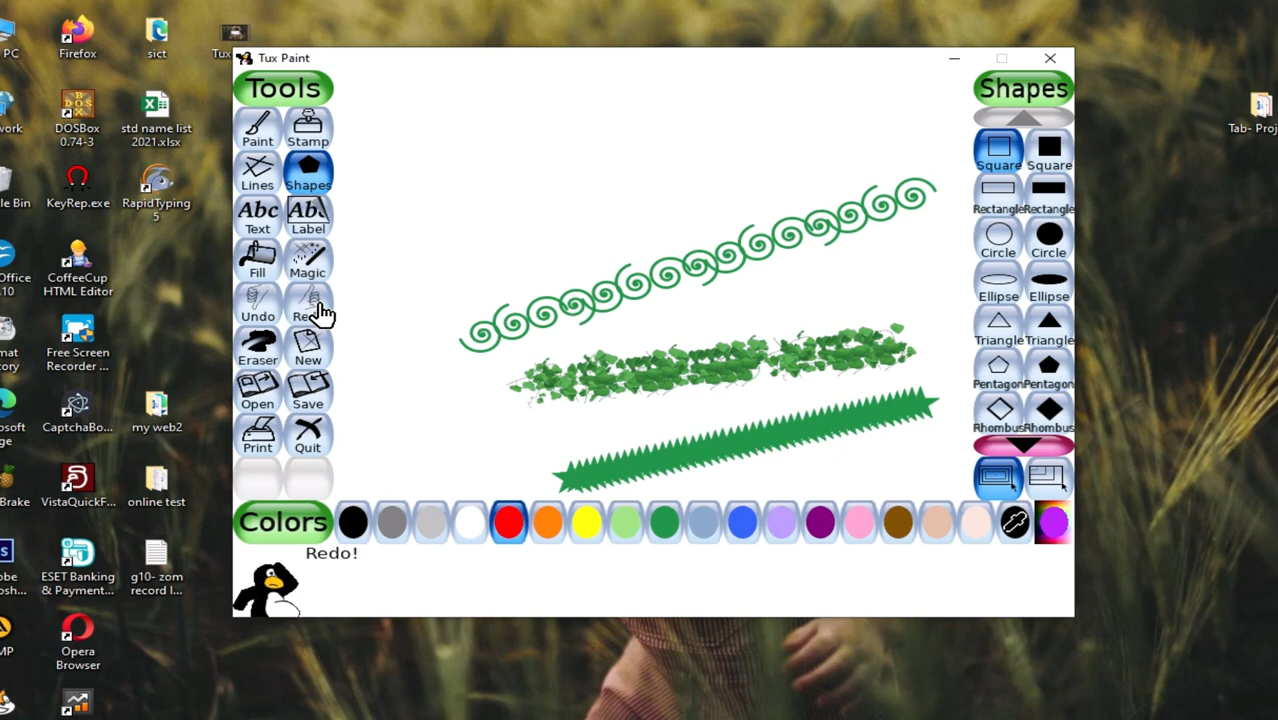 PC
Firefox
sict
Tux
work
DOSBox
0.74-3
std name list
2021.xlsx
le Bin
KeyRep.exe
RapidTyping
5
Office
10
CoffeeCup
HTML Editor
mat
tory
Free Screen
Recorder ...
osoft
ge
CaptchaBo...
my web2
Brake
VistaQuickF...
online test
obe
osh...
ESET Banking
& Payment...
g10- zom
record l...
MP
Opera
Browser
Tab- Proj
Tux Paint
Tools
Paint
Stamp
Lines
Shapes
Abc
Text
Label
Fill
Magic
Undo
Re
Eraser
New
Open
Save
Print
Quit
Shapes
Square
Square
Rectangle
Rectangle
Circle
Circle
Ellipse
Ellipse
Triangle
Triangle
Pentagon
Pentagon
Rhombus
Rhombus
Colors
Redo!